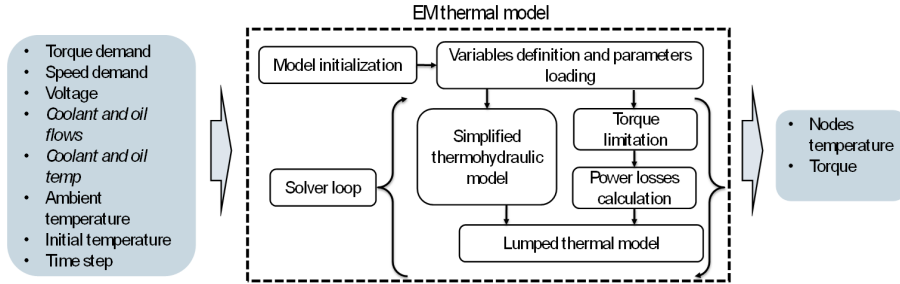 EM thermal model
• Torque demand
• Speed demand
• Voltage
• Coolant and oil
flows
• Coolant and oil
temp
• Ambient
temperature
• Initial temperature
• Time step
Model initialization
Variables definition and parameters
loading
Solver loop
Simplified
thermohydraulic
model
Torque
limitation
Power losses
calculation
Lumped thermal model
• Nodes
temperature
• Torque